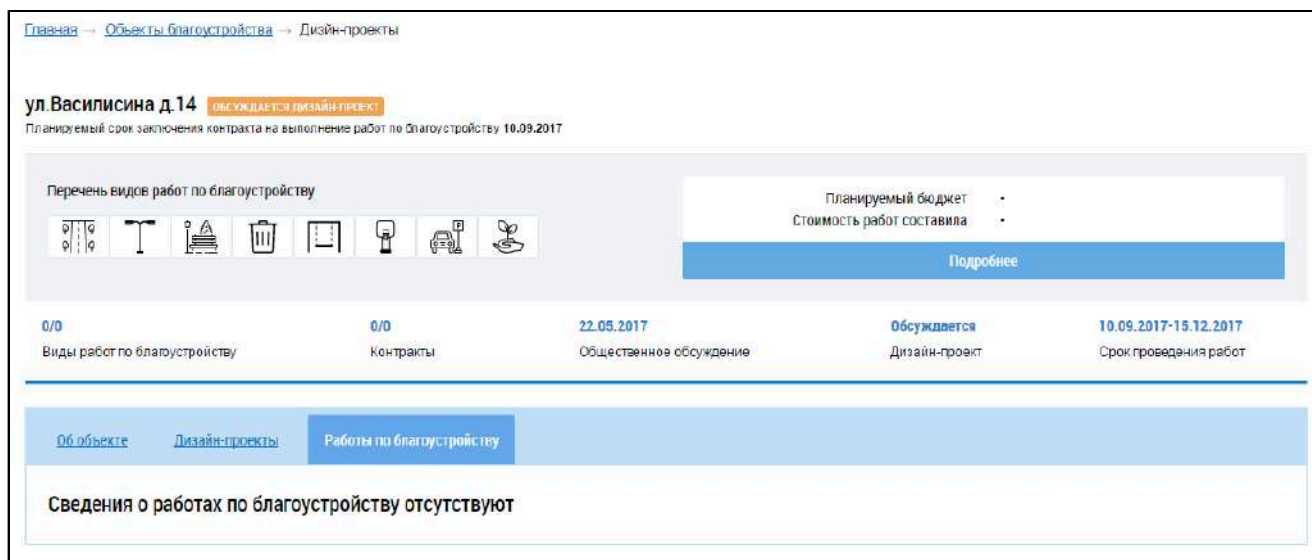 Главная → Объекты благоустройства → Дизйн-проекты
ул.Василисина д.14 ОБСУЖДАЕТСЯ ДИЗАЙН-ПРОЕКТ
Планируемый срок заключения контракта на выполнение работ по благоустройству 10.09.2017
Перечень видов работ по благоустройству
Планируемый бюджет -
Стоимость работ составила -
P
Подробнее
0/0 0/0 22.05.2017 Обсуждается 10.09.2017-15.12.2017
Виды работ по благоустройству Контракты Общественное обсуждение Дизайн-проект Срок проведения работ
Об объекте Дизайн-проекты Работы по благоустройству
Сведения о работах по благоустройству отсутствуют